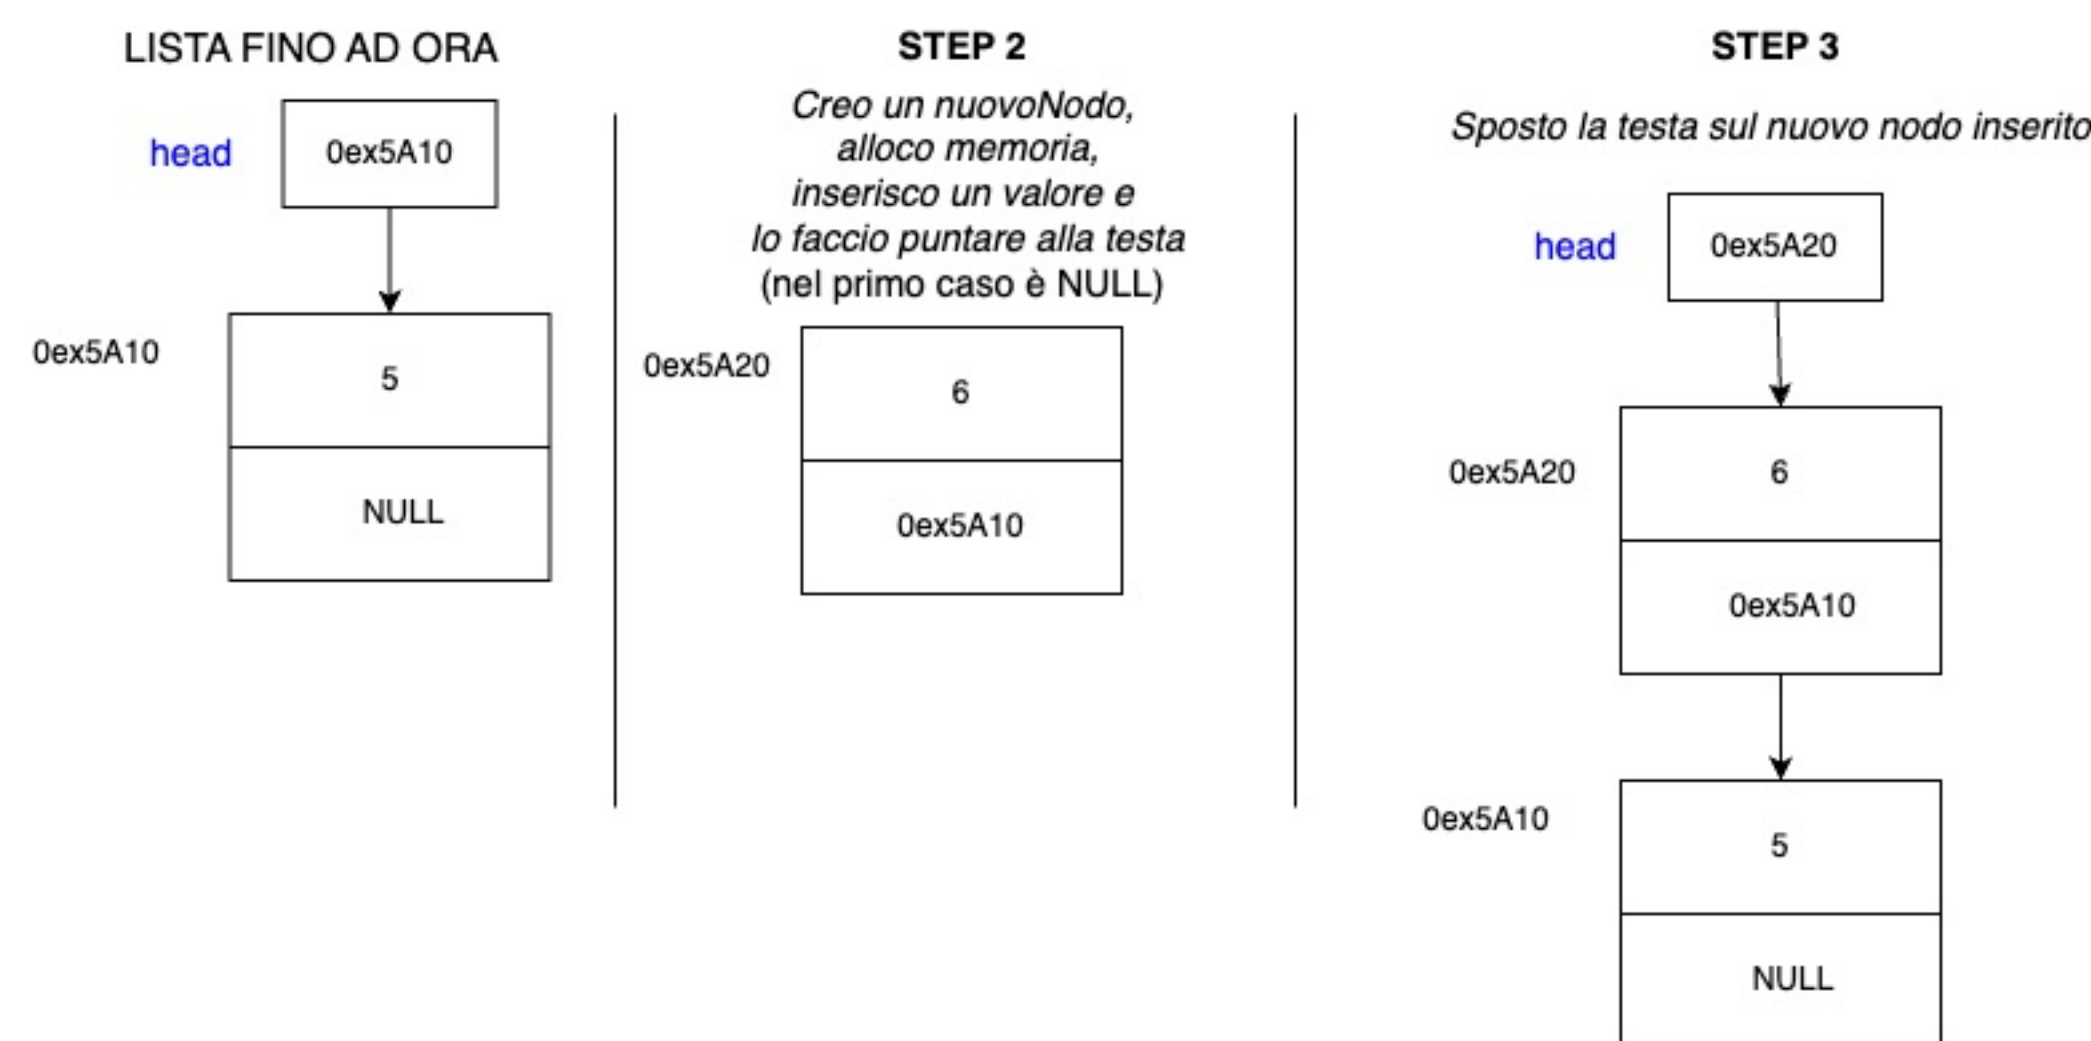 LISTA FINO AD ORA
head
0ex5A10
0ex5A10
5
NULL
STEP 2
Creo un nuovoNodo,
alloco memoria,
inserisco un valore e
lo faccio puntare alla testa
(nel primo caso è NULL)
0ex5A20
6
0ex5A10
STEP 3
Sposto la testa sul nuovo nodo inserito
head
0ex5A20
0ex5A20
6
0ex5A10
0ex5A10
5
NULL